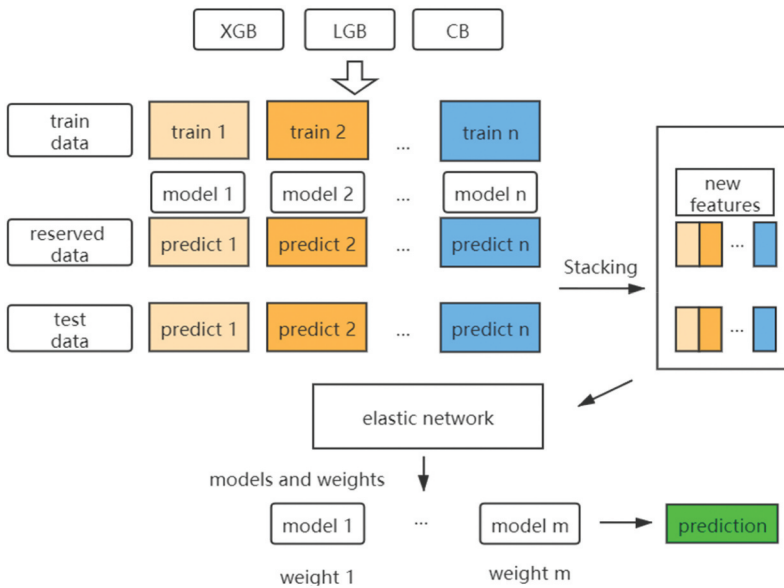 XGB LGB CB
train data train 1 train 2 ... train n
model 1 model 2 ... model n
reserved data predict 1 predict 2 ... predict n
test data predict 1 predict 2 ... predict n
Stacking
new
features
...
...
elastic network
models and weights
model 1 ... model m prediction
weight 1 weight m